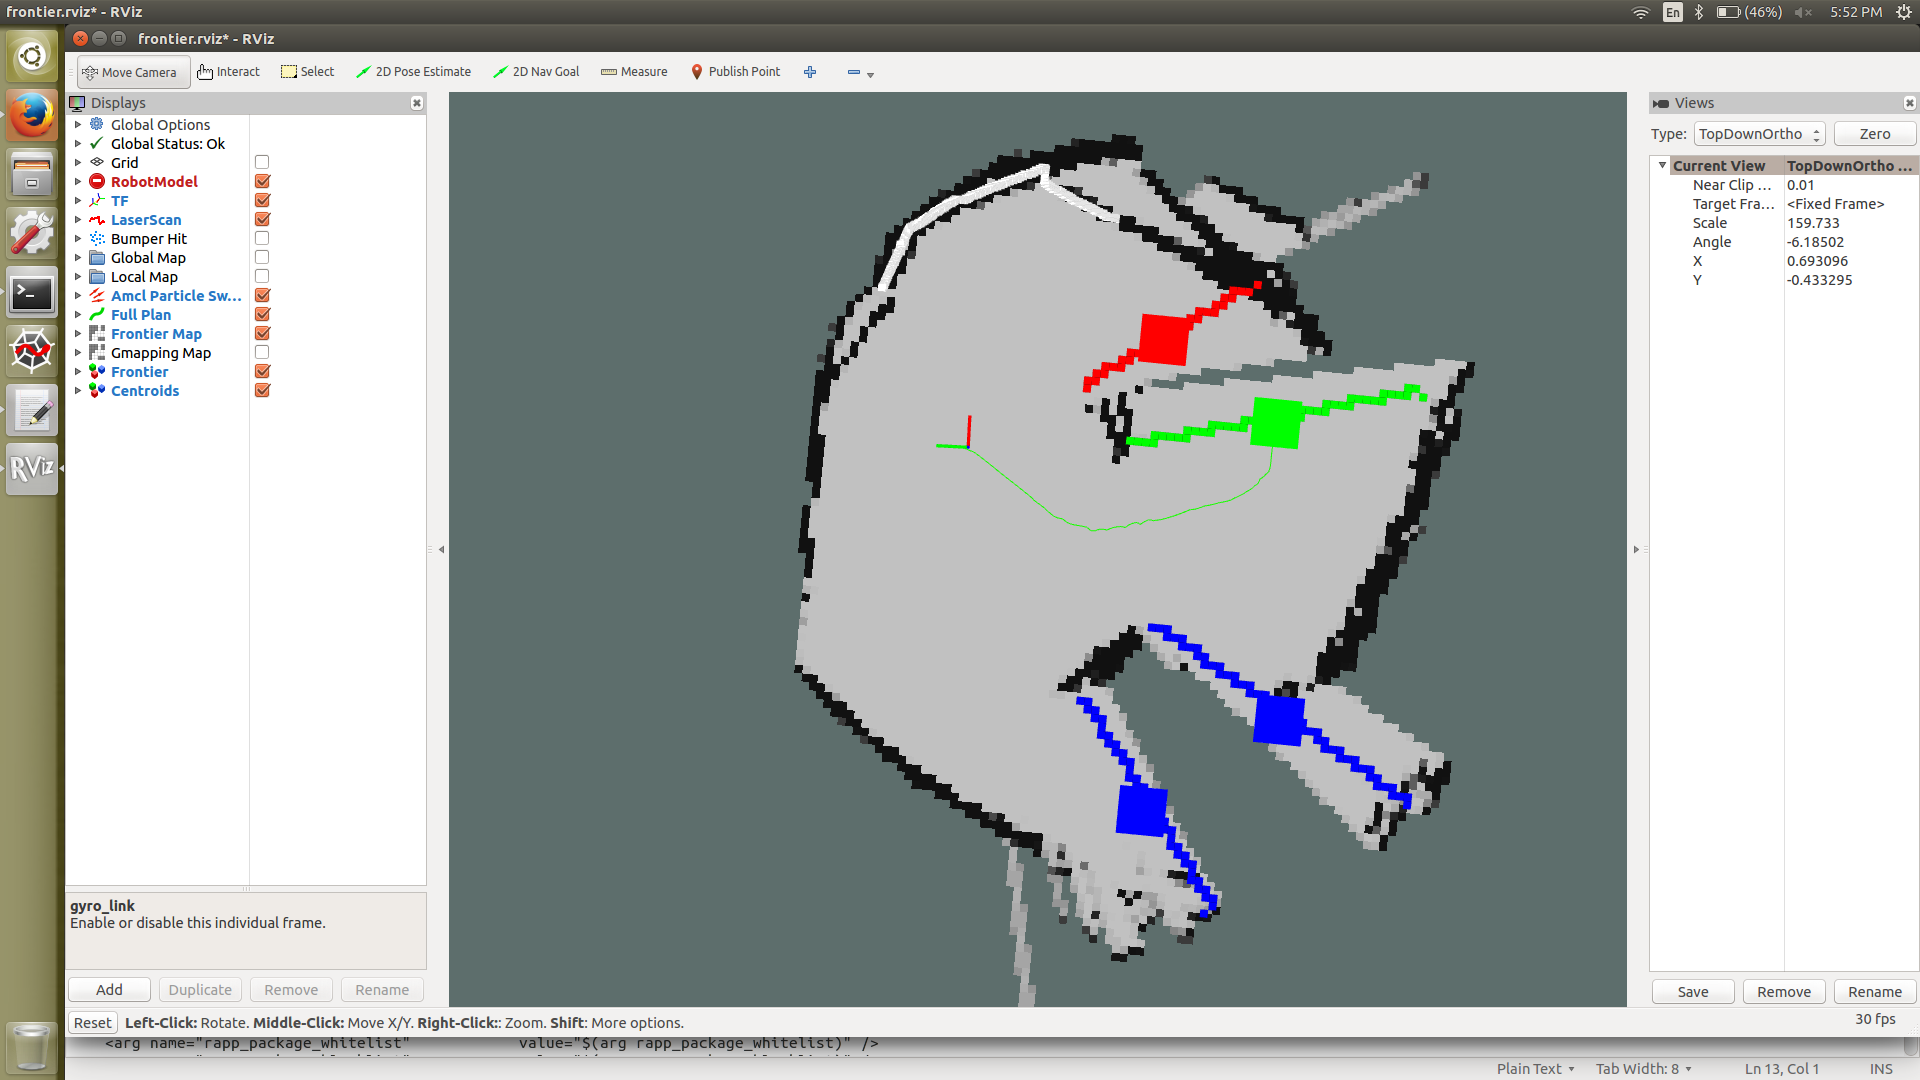 frontier.rviz* - RViz
En
(46%)
5:52 PM
frontier.rviz* - RViz
Move Camera
Interact
Select
2D Pose Estimate
2D Nav Goal
Measure
Publish Point
Displays
Global Options
Global Status: Ok
Grid
RobotModel
TF
LaserScan
Bumper Hit
Global Map
Local Map
Amcl Particle Sw...
Full Plan
Frontier Map
Gmapping Map
Frontier
Centroids
gyro_link
Enable or disable this individual frame.
Add
Duplicate
Remove
Rename
Views
Type:
TopDownOrtho
Zero
Current View
TopDownOrtho ...
Near Clip ...
0.01
Target Fra...
<Fixed Frame>
Scale
159.733
Angle
-6.18502
X
0.693096
Y
-0.433295
Save
Remove
Rename
RViz
Reset
Left-Click: Rotate. Middle-Click: Move X/Y. Right-Click:: Zoom. Shift: More options.
30 fps
<arg name="rapp_package_whitelist" value="$(arg rapp_package_whitelist)" />
Plain Text
Tab Width: 8
Ln 13, Col 1
INS